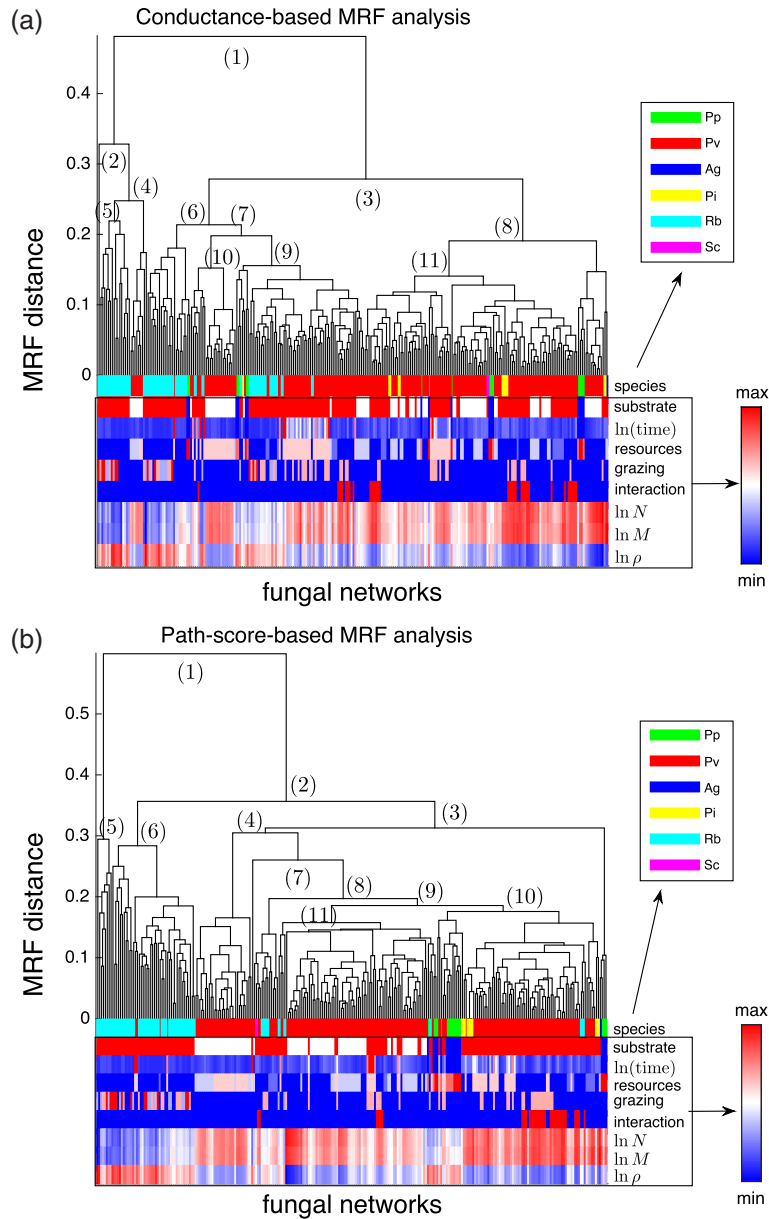 (a)
Conductance-based MRF analysis
MRF distance
0.4
0.3
0.2
0.1
0
(1)
(2)
(3)
(4)
(5)
(6)
(7)
(8)
(9)
(10)
(11)
Pp
Pv
Ag
Pi
Rb
Sc
species
substrate
ln(time)
resources
grazing
interaction
ln N
ln M
ln ρ
max
min
fungal networks
(b)
Path-score-based MRF analysis
MRF distance
0.5
0.4
0.3
0.2
0.1
0
(1)
(2)
(3)
(4)
(5)
(6)
(7)
(8)
(9)
(10)
(11)
Pp
Pv
Ag
Pi
Rb
Sc
species
substrate
ln(time)
resources
grazing
interaction
ln N
ln M
ln ρ
max
min
fungal networks